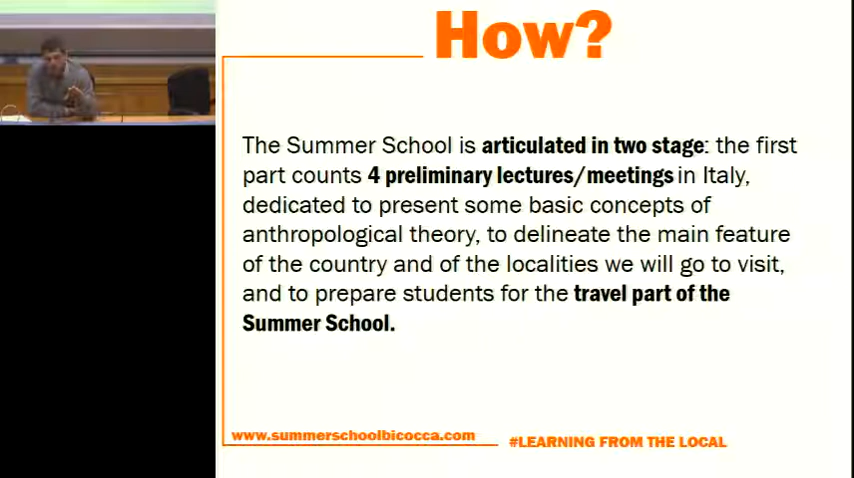 How?
The Summer School is articulated in two stage: the first
part counts 4 preliminary lectures/meetings in Italy,
dedicated to present some basic concepts of
anthropological theory, to delineate the main feature
of the country and of the localities we will go to visit,
and to prepare students for the travel part of the
Summer School.
www.summerschoolbicocca.com
#LEARNING FROM THE LOCAL